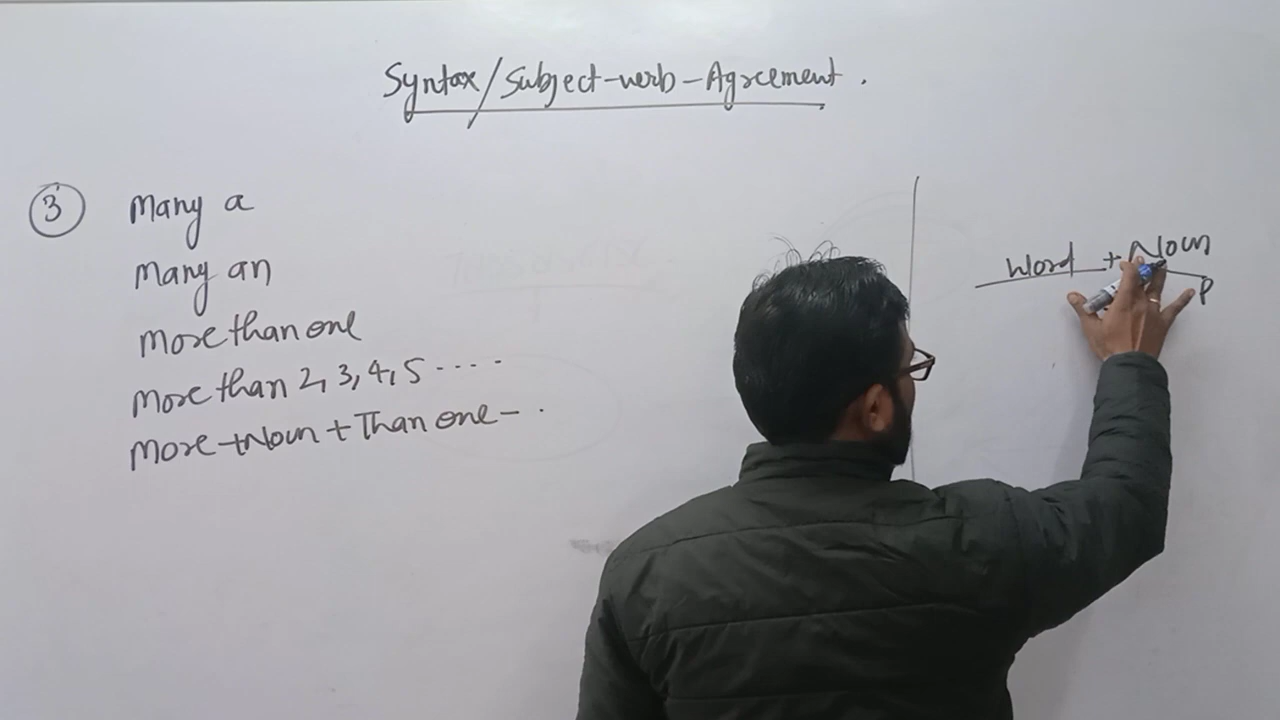 Syntax/Subject-verb-Agreement.
3 Many a
Many an
More than one
More than 2, 3, 4, 5 ....
More +Noun + Than one - .
Word + Noun
P